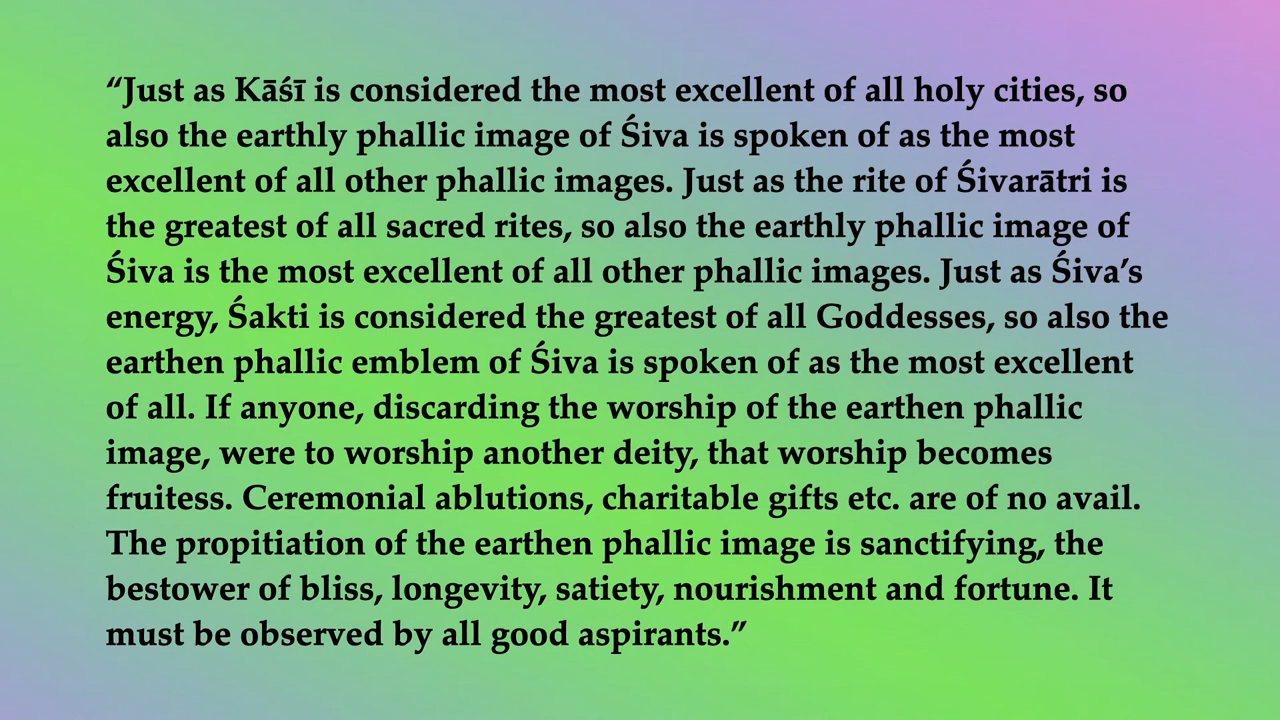 “Just as Kāśī is considered the most excellent of all holy cities, so
also the earthly phallic image of Śiva is spoken of as the most
excellent of all other phallic images. Just as the rite of Śivarātri is
the greatest of all sacred rites, so also the earthly phallic image of
Śiva is the most excellent of all other phallic images. Just as Śiva’s
energy, Śakti is considered the greatest of all Goddesses, so also the
earthen phallic emblem of Śiva is spoken of as the most excellent
of all. If anyone, discarding the worship of the earthen phallic
image, were to worship another deity, that worship becomes
fruitess. Ceremonial ablutions, charitable gifts etc. are of no avail.
The propitiation of the earthen phallic image is sanctifying, the
bestower of bliss, longevity, satiety, nourishment and fortune. It
must be observed by all good aspirants.”